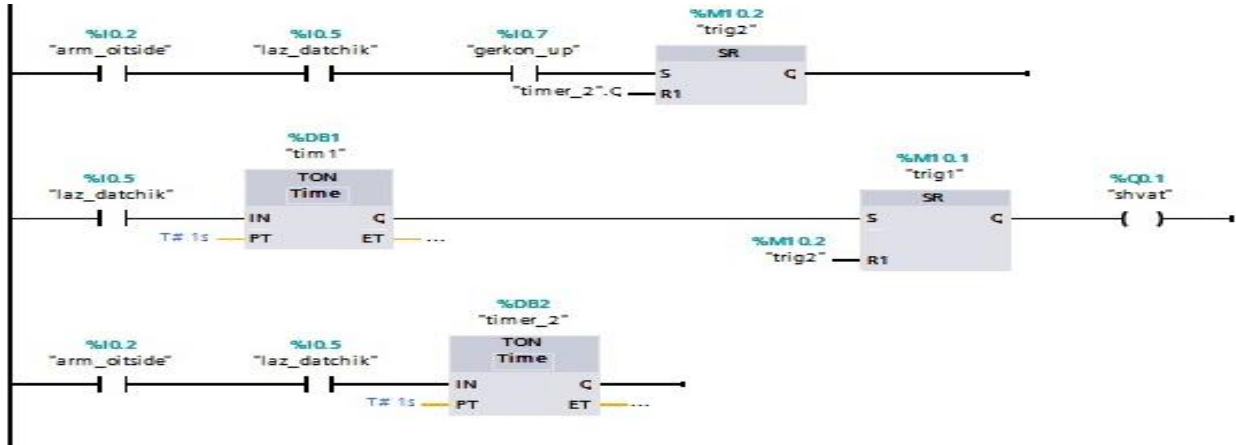 %M10.2
"trig2"
%I0.2 %I0.5 %I0.7
"arm_oitside" "laz_datchik" "gerkon_up"
SR
S Q
"timer_2".Q R1
%DB1
"tim1"
%I0.5 TON %M10.1
"laz_datchik" Time "trig1" %Q0.1
SR "shvat"
IN Q S Q
T# 1s PT ET ... %M10.2
"trig2" R1
%DB2
"timer_2"
%I0.2 %I0.5 TON
"arm_oitside" "laz_datchik" Time
IN Q
T# 1s PT ET ...